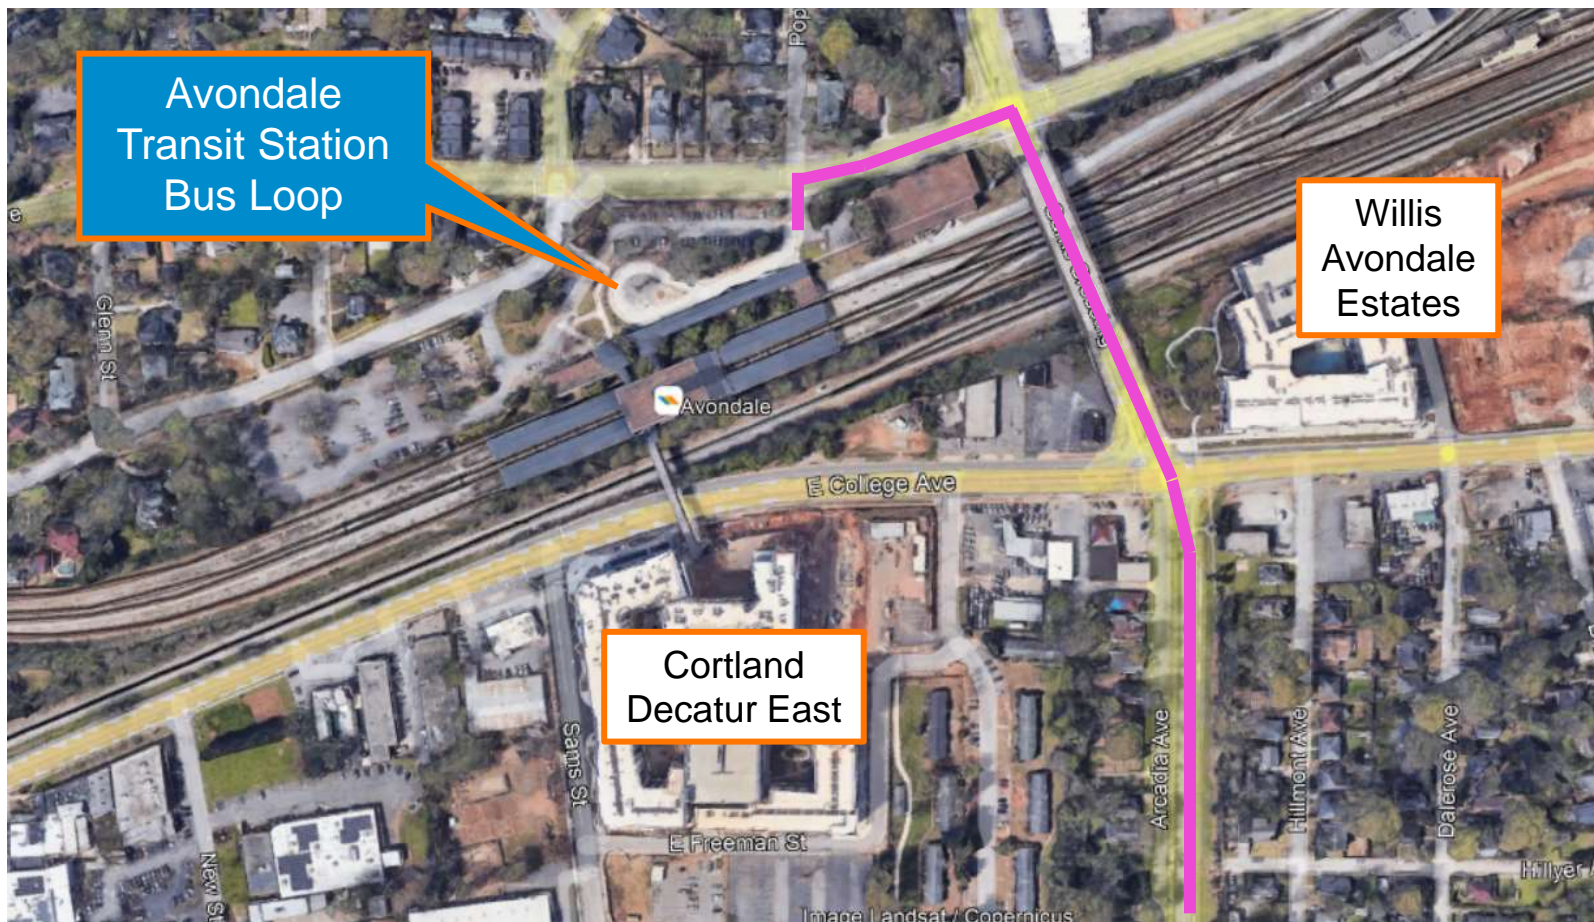 Pop
Avondale
Transit Station
Bus Loop
e
Willis
Avondale
Estates
Glenn St
Avondale
E College Ave
Cortland
Decatur East
Sams St
Arcadia Ave
Hillmont Ave
Dalerose Ave
E Freeman St
New St
Hillyer A
Image Landsat / Copernicus